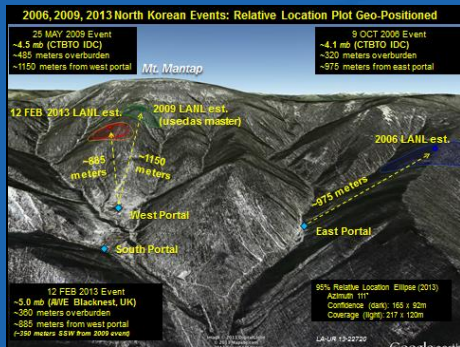 2006, 2009, 2013 North Korean Events: Relative Location Plot Geo-Positioned
25 MAY 2009 Event
~4.5 mb (CTBTO IDC)
~485 meters overburden
~1150 meters from west portal
9 OCT 2006 Event
~4.1 mb (CTBTO IDC)
~320 meters overburden
~975 meters from east portal
Mt. Mantap
12 FEB 2013 LANL est.
2009 LANL est.
(used as master)
2006 LANL est.
~885
meters
~1150
meters
~975 meters
West Portal
East Portal
South Portal
12 FEB 2013 Event
~5.0 mb (AWE Blacknest, UK)
~360 meters overburden
~885 meters from west portal
(~350 meters SSW from 2009 event)
95% Relative Location Ellipse (2013)
Azimuth 111°
Confidence (dark): 165 x 92m
Coverage (light): 217 x 120m
LA-UR 13-22720